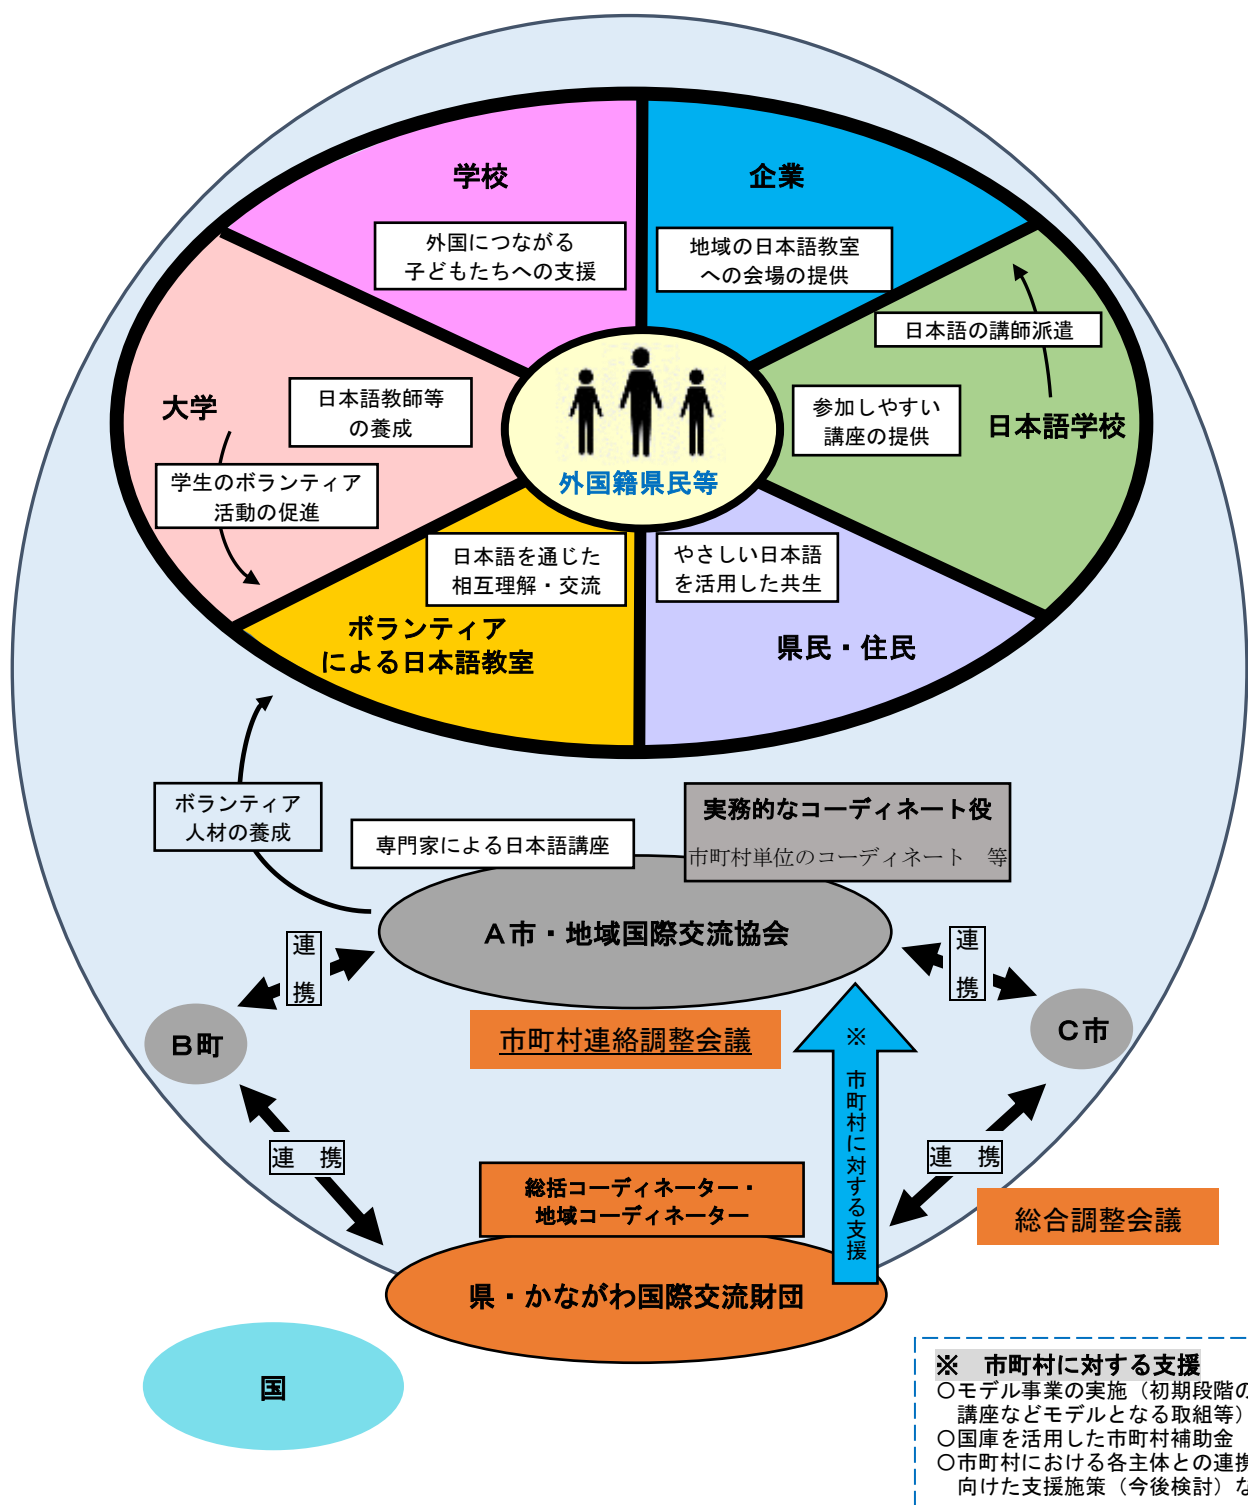 学校
企業
外国につながる
子どもたちへの支援
地域の日本語教室
への会場の提供
日本語の講師派遣
大学
日本語教師等
の養成
参加しやすい
講座の提供
日本語学校
外国籍県民等
学生のボランティア
活動の促進
日本語を通じた
相互理解・交流
やさしい日本語
を活用した共生
ボランティア
による日本語教室
県民・住民
ボランティア
人材の養成
実務的なコーディネート役
市町村単位のコーディネート　等
専門家による日本語講座
A市・地域国際交流協会
連
携
連
携
B町
C市
市町村連絡調整会議
※　市町村に対する支援
連　携
連　携
総括コーディネーター・
地域コーディネーター
総合調整会議
県・かながわ国際交流財団
国
※　市町村に対する支援
○モデル事業の実施（初期段階の
講座などモデルとなる取組等）
○国庫を活用した市町村補助金
○市町村における各主体との連携
向けた支援施策（今後検討）な